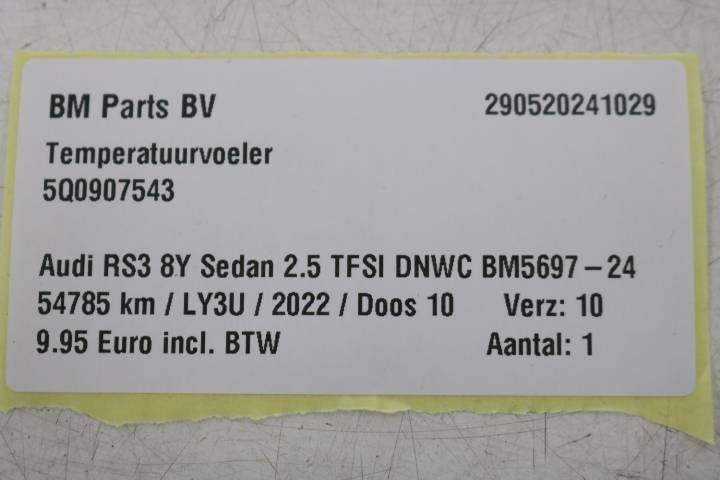 BM Parts BV 290520241029
Temperatuurvoeler
5Q0907543
Audi RS3 8Y Sedan 2.5 TFSI DNWC BM5697-24
54785 km / LY3U / 2022 / Doos 10 Verz: 10
9.95 Euro incl. BTW Aantal: 1